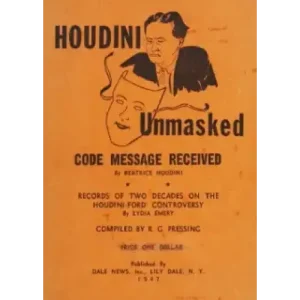 HOUDINI
Unmasked
CODE MESSAGE RECEIVED
By BEATRICE HOUDINI
RECORDS OF TWO DECADES ON THE
HOUDINI-FORD CONTROVERSY
By LYDIA EMERY
COMPILED BY R. G. PRESSING
PRICE ONE DOLLAR
Published By
DALE NEWS, Inc., LILY DALE, N. Y.
1947